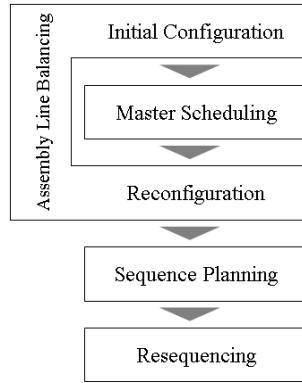 Assembly Line Balancing
Initial Configuration
Master Scheduling
Reconfiguration
Sequence Planning
Resequencing